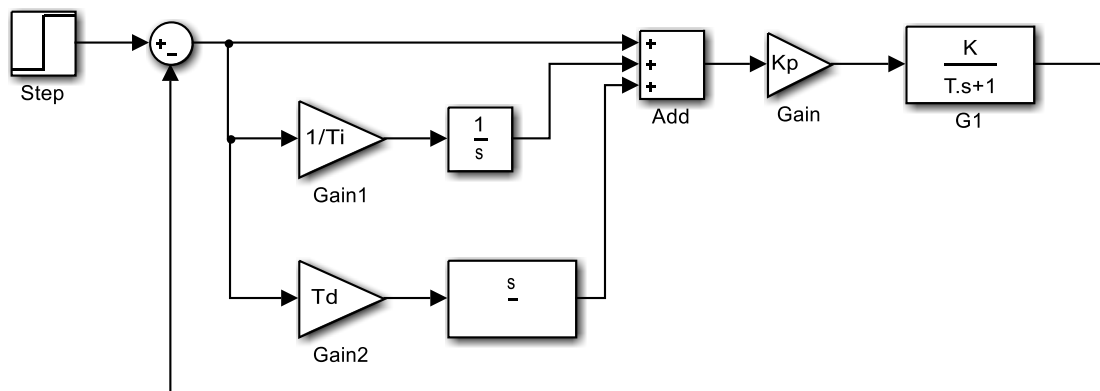 Step
+
−
+
+
+
Add
Kp
Gain
K
T.s+1
G1
1/Ti
Gain1
1
s
Td
Gain2
s